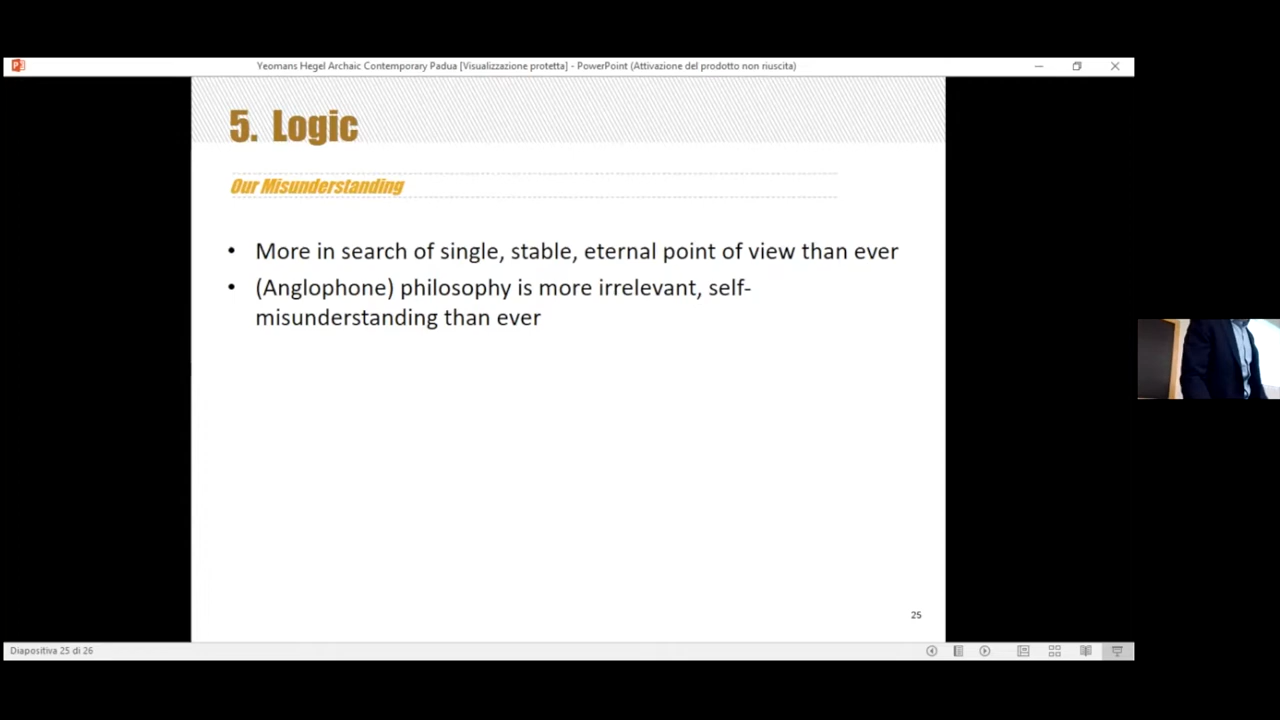 Yeomans Hegel Archaic Contemporary Padua [Visualizzazione protetta] - PowerPoint (Attivazione del prodotto non riuscita)
5. Logic
Our Misunderstanding
• More in search of single, stable, eternal point of view than ever
• (Anglophone) philosophy is more irrelevant, self-
misunderstanding than ever
25
Diapositiva 25 di 26